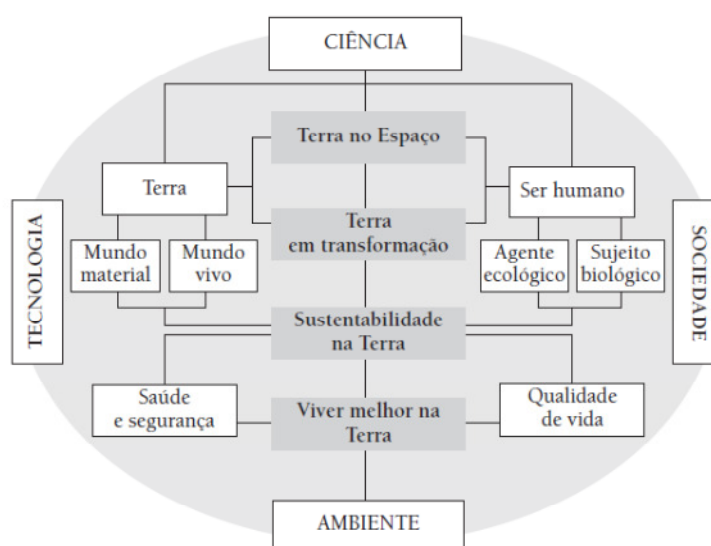 CIÊNCIA
Terra no Espaço
Terra
Ser humano
Terra
em transformação
TECNOLOGIA
SOCIEDADE
Mundo
material
Mundo
vivo
Agente
ecológico
Sujeito
biológico
Sustentabilidade
na Terra
Saúde
e segurança
Viver melhor na
Terra
Qualidade
de vida
AMBIENTE